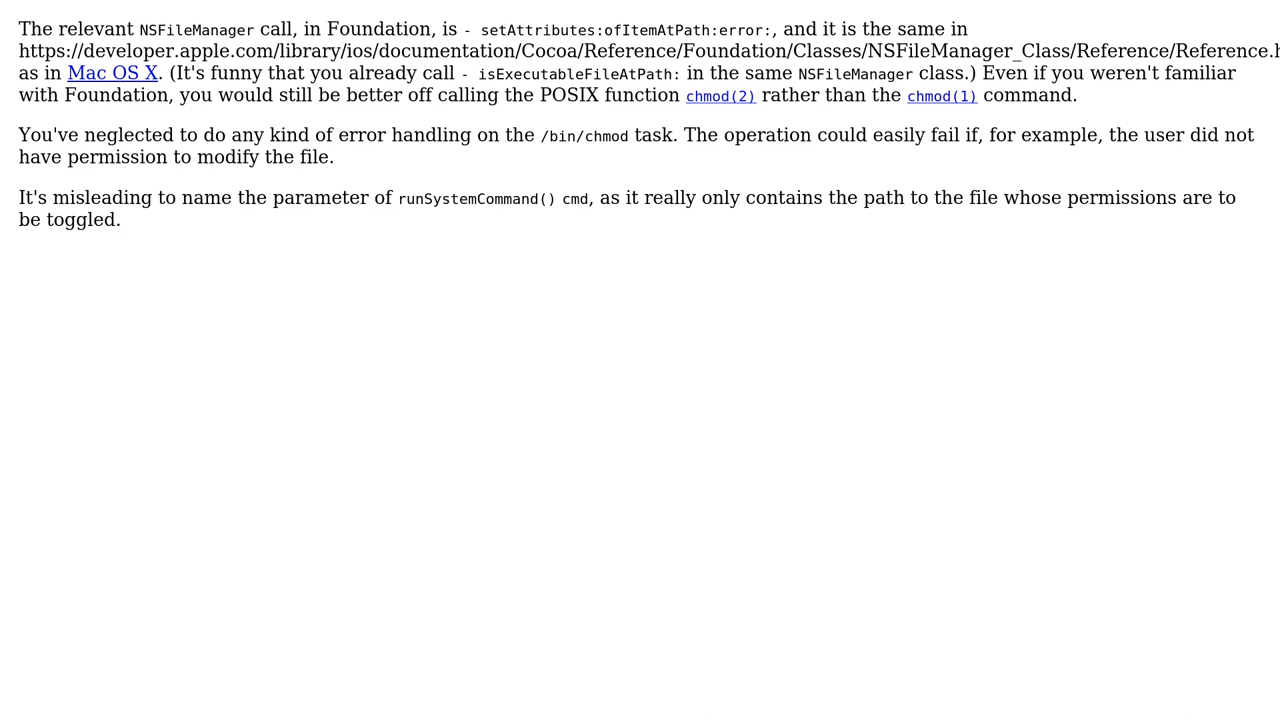 The relevant NSFileManager call, in Foundation, is - setAttributes:ofItemAtPath:error:, and it is the same in
https://developer.apple.com/library/ios/documentation/Cocoa/Reference/Foundation/Classes/NSFileManager_Class/Reference/Reference.h
as in Mac OS X. (It's funny that you already call - isExecutableFileAtPath: in the same NSFileManager class.) Even if you weren't familiar
with Foundation, you would still be better off calling the POSIX function chmod(2) rather than the chmod(1) command.
You've neglected to do any kind of error handling on the /bin/chmod task. The operation could easily fail if, for example, the user did not
have permission to modify the file.
It's misleading to name the parameter of runSystemCommand() cmd, as it really only contains the path to the file whose permissions are to
be toggled.